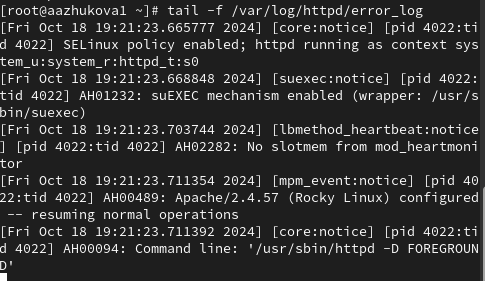 [root@aazhukova1 ~]# tail -f /var/log/httpd/error_log
[Fri Oct 18 19:21:23.665777 2024] [core:notice] [pid 4022:
tid 4022] SELinux policy enabled; httpd running as context sys
tem_u:system_r:httpd_t:s0
[Fri Oct 18 19:21:23.668848 2024] [suexec:notice] [pid 4022:
tid 4022] AH01232: suEXEC mechanism enabled (wrapper: /usr/s
bin/suexec)
[Fri Oct 18 19:21:23.703744 2024] [lbmethod_heartbeat:notice
] [pid 4022:tid 4022] AH02282: No slotmem from mod_heartmoni
tor
[Fri Oct 18 19:21:23.711354 2024] [mpm_event:notice] [pid 40
22:tid 4022] AH00489: Apache/2.4.57 (Rocky Linux) configured
 -- resuming normal operations
[Fri Oct 18 19:21:23.711392 2024] [core:notice] [pid 4022:ti
d 4022] AH00094: Command line: '/usr/sbin/httpd -D FOREGROUN
D'